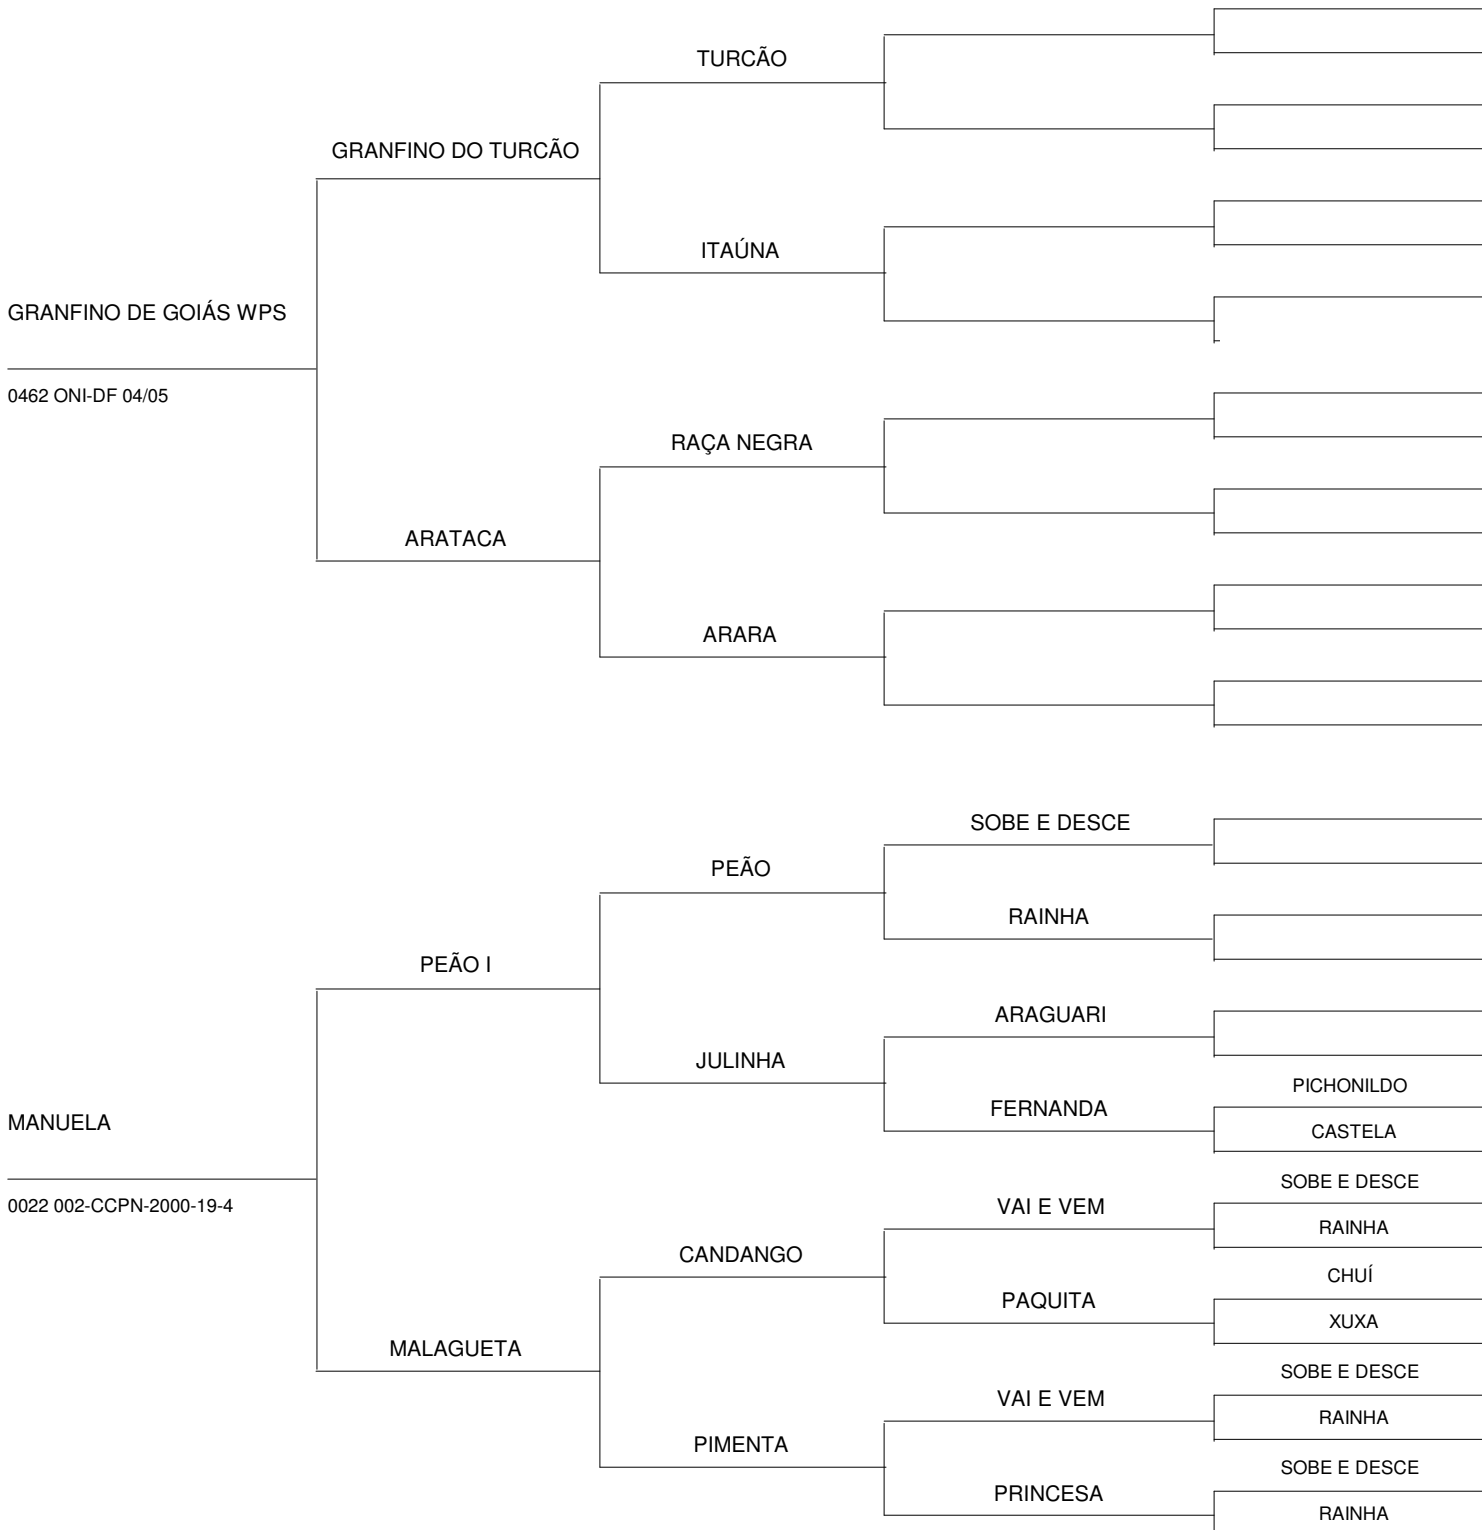 TURCÃO
GRANFINO DO TURCÃO
ITAÚNA
GRANFINO DE GOIÁS WPS
0462 ONI-DF 04/05
RAÇA NEGRA
ARATACA
ARARA
SOBE E DESCE
PEÃO
RAINHA
PEÃO I
ARAGUARI
JULINHA
PICHONILDO
FERNANDA
CASTELA
MANUELA
SOBE E DESCE
0022 002-CCPN-2000-19-4
VAI E VEM
RAINHA
CANDANGO
CHUÍ
PAQUITA
XUXA
MALAGUETA
SOBE E DESCE
VAI E VEM
RAINHA
PIMENTA
SOBE E DESCE
PRINCESA
RAINHA